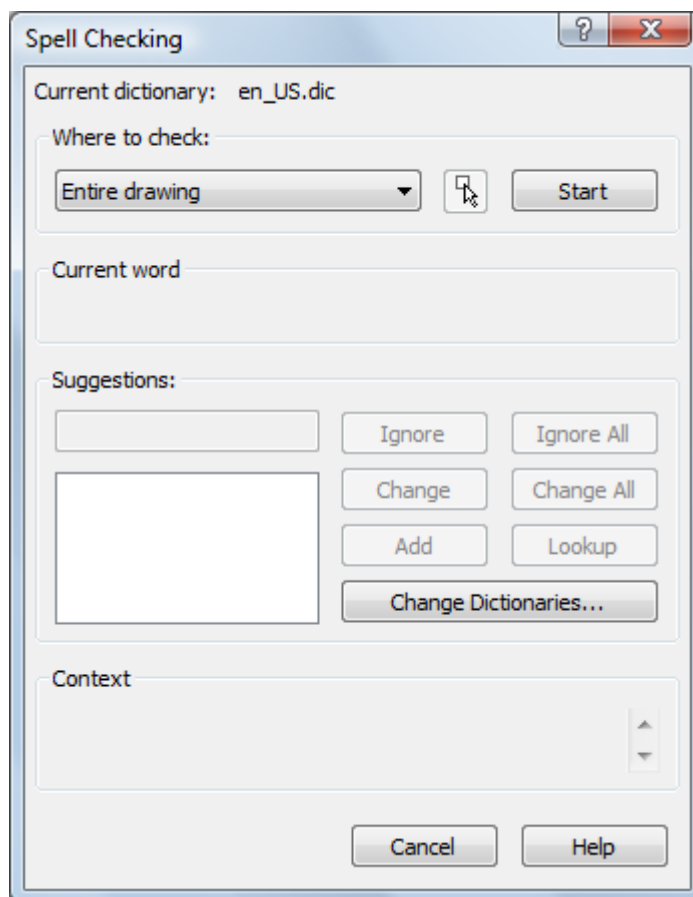 Spell Checking
Current dictionary: en_US.dic
Where to check:
Entire drawing Start
Current word
Suggestions:
Ignore Ignore All
Change Change All
Add Lookup
Change Dictionaries...
Context
Cancel Help